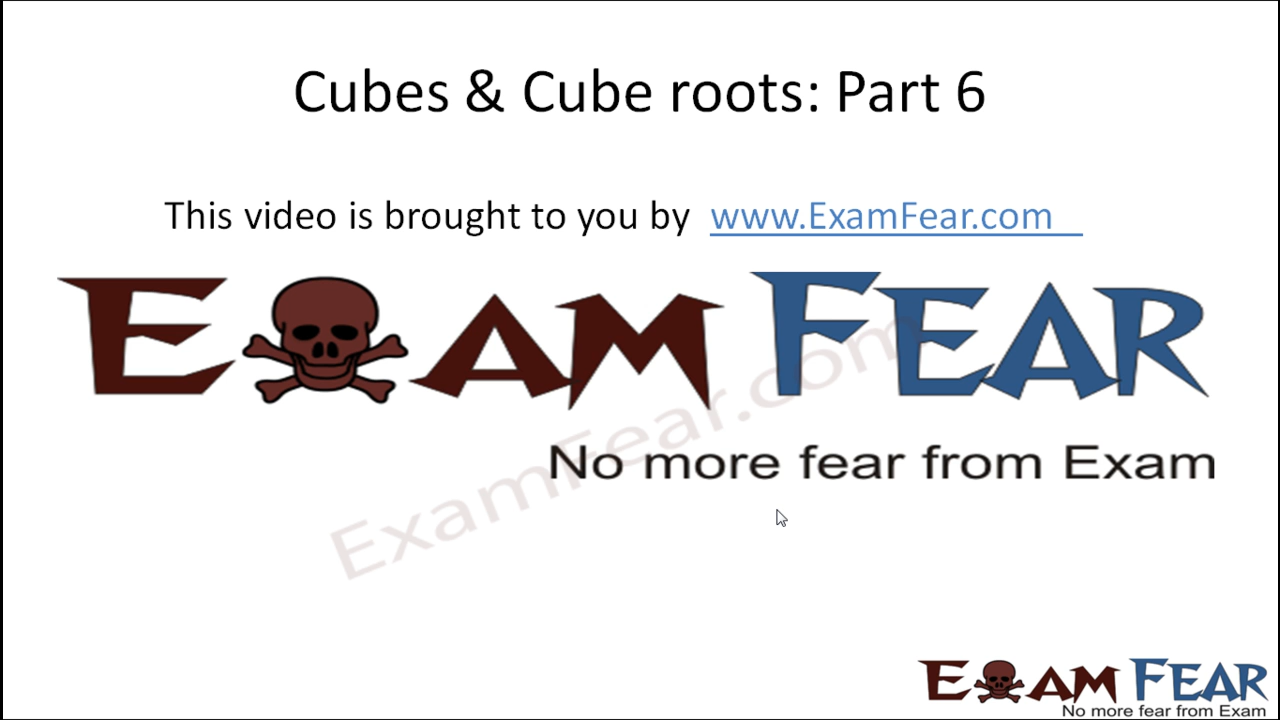 Cubes & Cube roots: Part 6
This video is brought to you by www.ExamFear.com
EXAM FEAR
No more fear from Exam
ExamFear.com
EXAM FEAR
No more fear from Exam